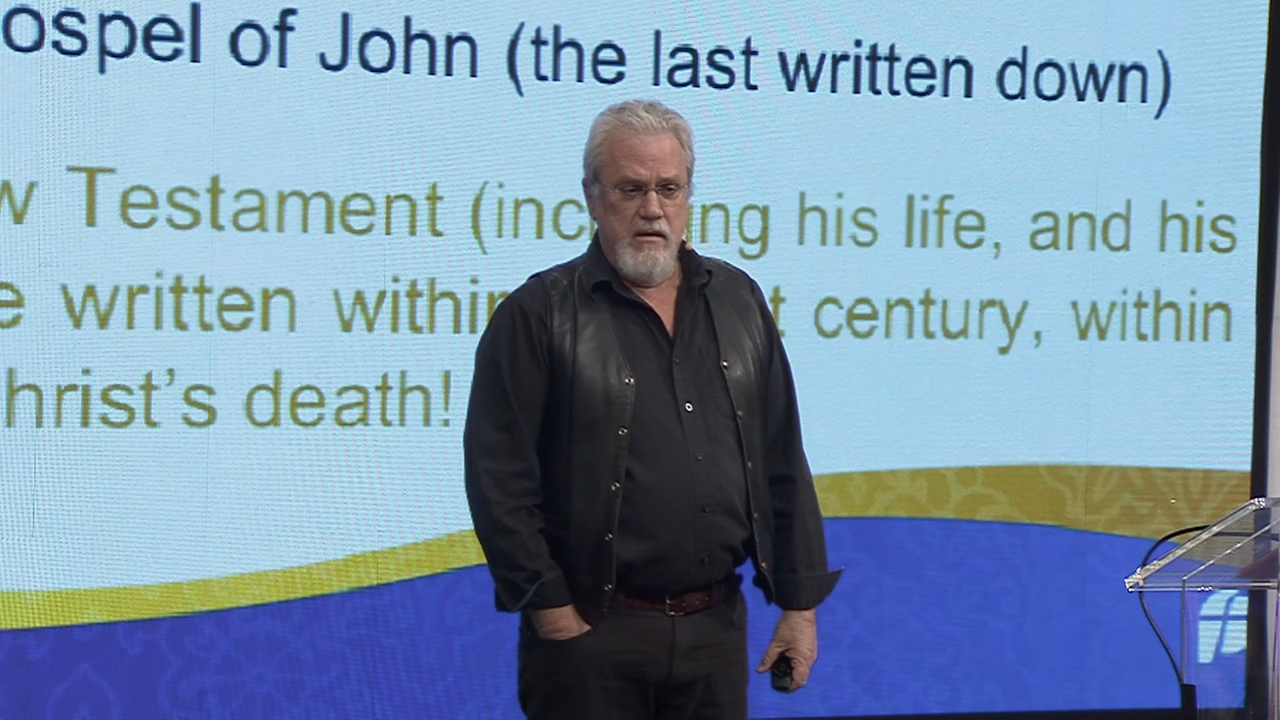 ospel of John (the last written down)
w Testament (inc ng his life, and his
e written within t century, within
hrist's death!